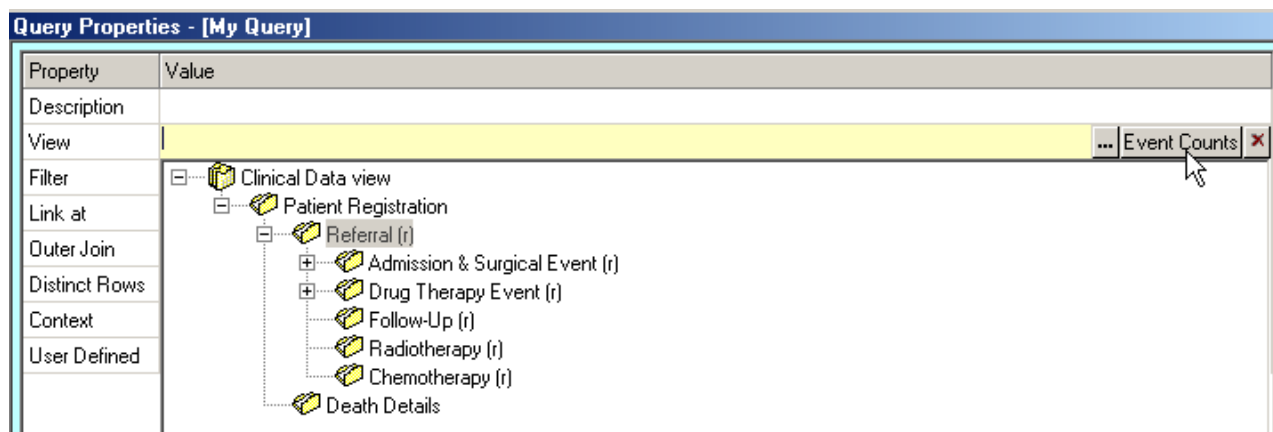 Query Properties - [My Query]
Property Value
Description
View ... Event Counts
Filter Clinical Data view
Patient Registration
Link at
Referral (r)
Outer Join
Admission & Surgical Event (r)
Distinct Rows Drug Therapy Event (r)
Context Follow-Up (r)
User Defined Radiotherapy (r)
Chemotherapy (r)
Death Details